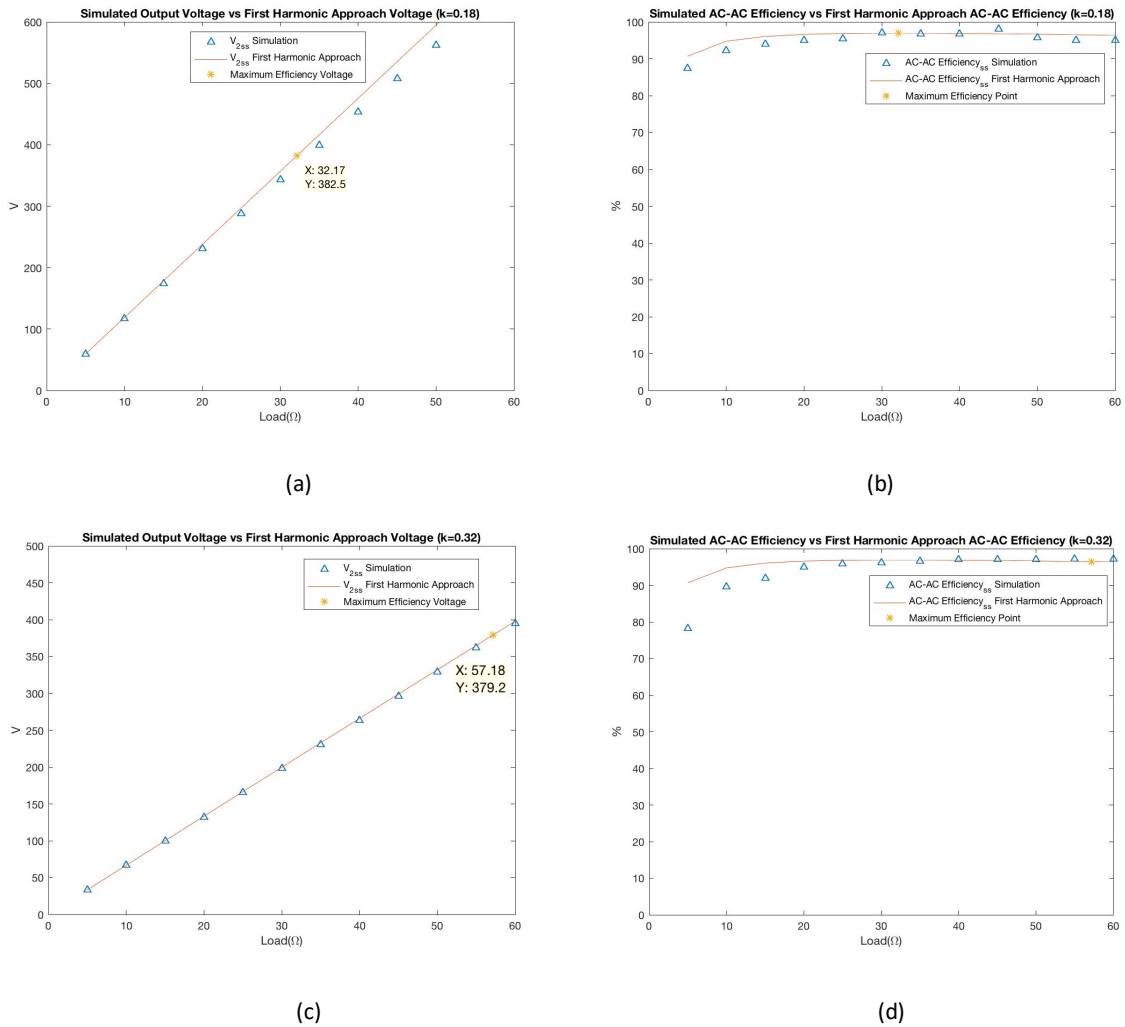 Simulated Output Voltage vs First Harmonic Approach Voltage (k=0.18)
600
500
400
300
200
100
0
V
V2ss Simulation
V2ss First Harmonic Approach
Maximum Efficiency Voltage
X: 32.17
Y: 382.5
0 10 20 30 40 50 60
Load(Ω)
(a)
Simulated AC-AC Efficiency vs First Harmonic Approach AC-AC Efficiency (k=0.18)
100
90
80
70
60
50
40
30
20
10
0
%
AC-AC Efficiencyss Simulation
AC-AC Efficiencyss First Harmonic Approach
Maximum Efficiency Point
0 10 20 30 40 50 60
Load(Ω)
(b)
Simulated Output Voltage vs First Harmonic Approach Voltage (k=0.32)
500
450
400
350
300
250
200
150
100
50
0
V
V2ss Simulation
V2ss First Harmonic Approach
Maximum Efficiency Voltage
X: 57.18
Y: 379.2
0 10 20 30 40 50 60
Load(Ω)
(c)
Simulated AC-AC Efficiency vs First Harmonic Approach AC-AC Efficiency (k=0.32)
100
90
80
70
60
50
40
30
20
10
0
%
AC-AC Efficiencyss Simulation
AC-AC Efficiencyss First Harmonic Approach
Maximum Efficiency Point
0 10 20 30 40 50 60
Load(Ω)
(d)